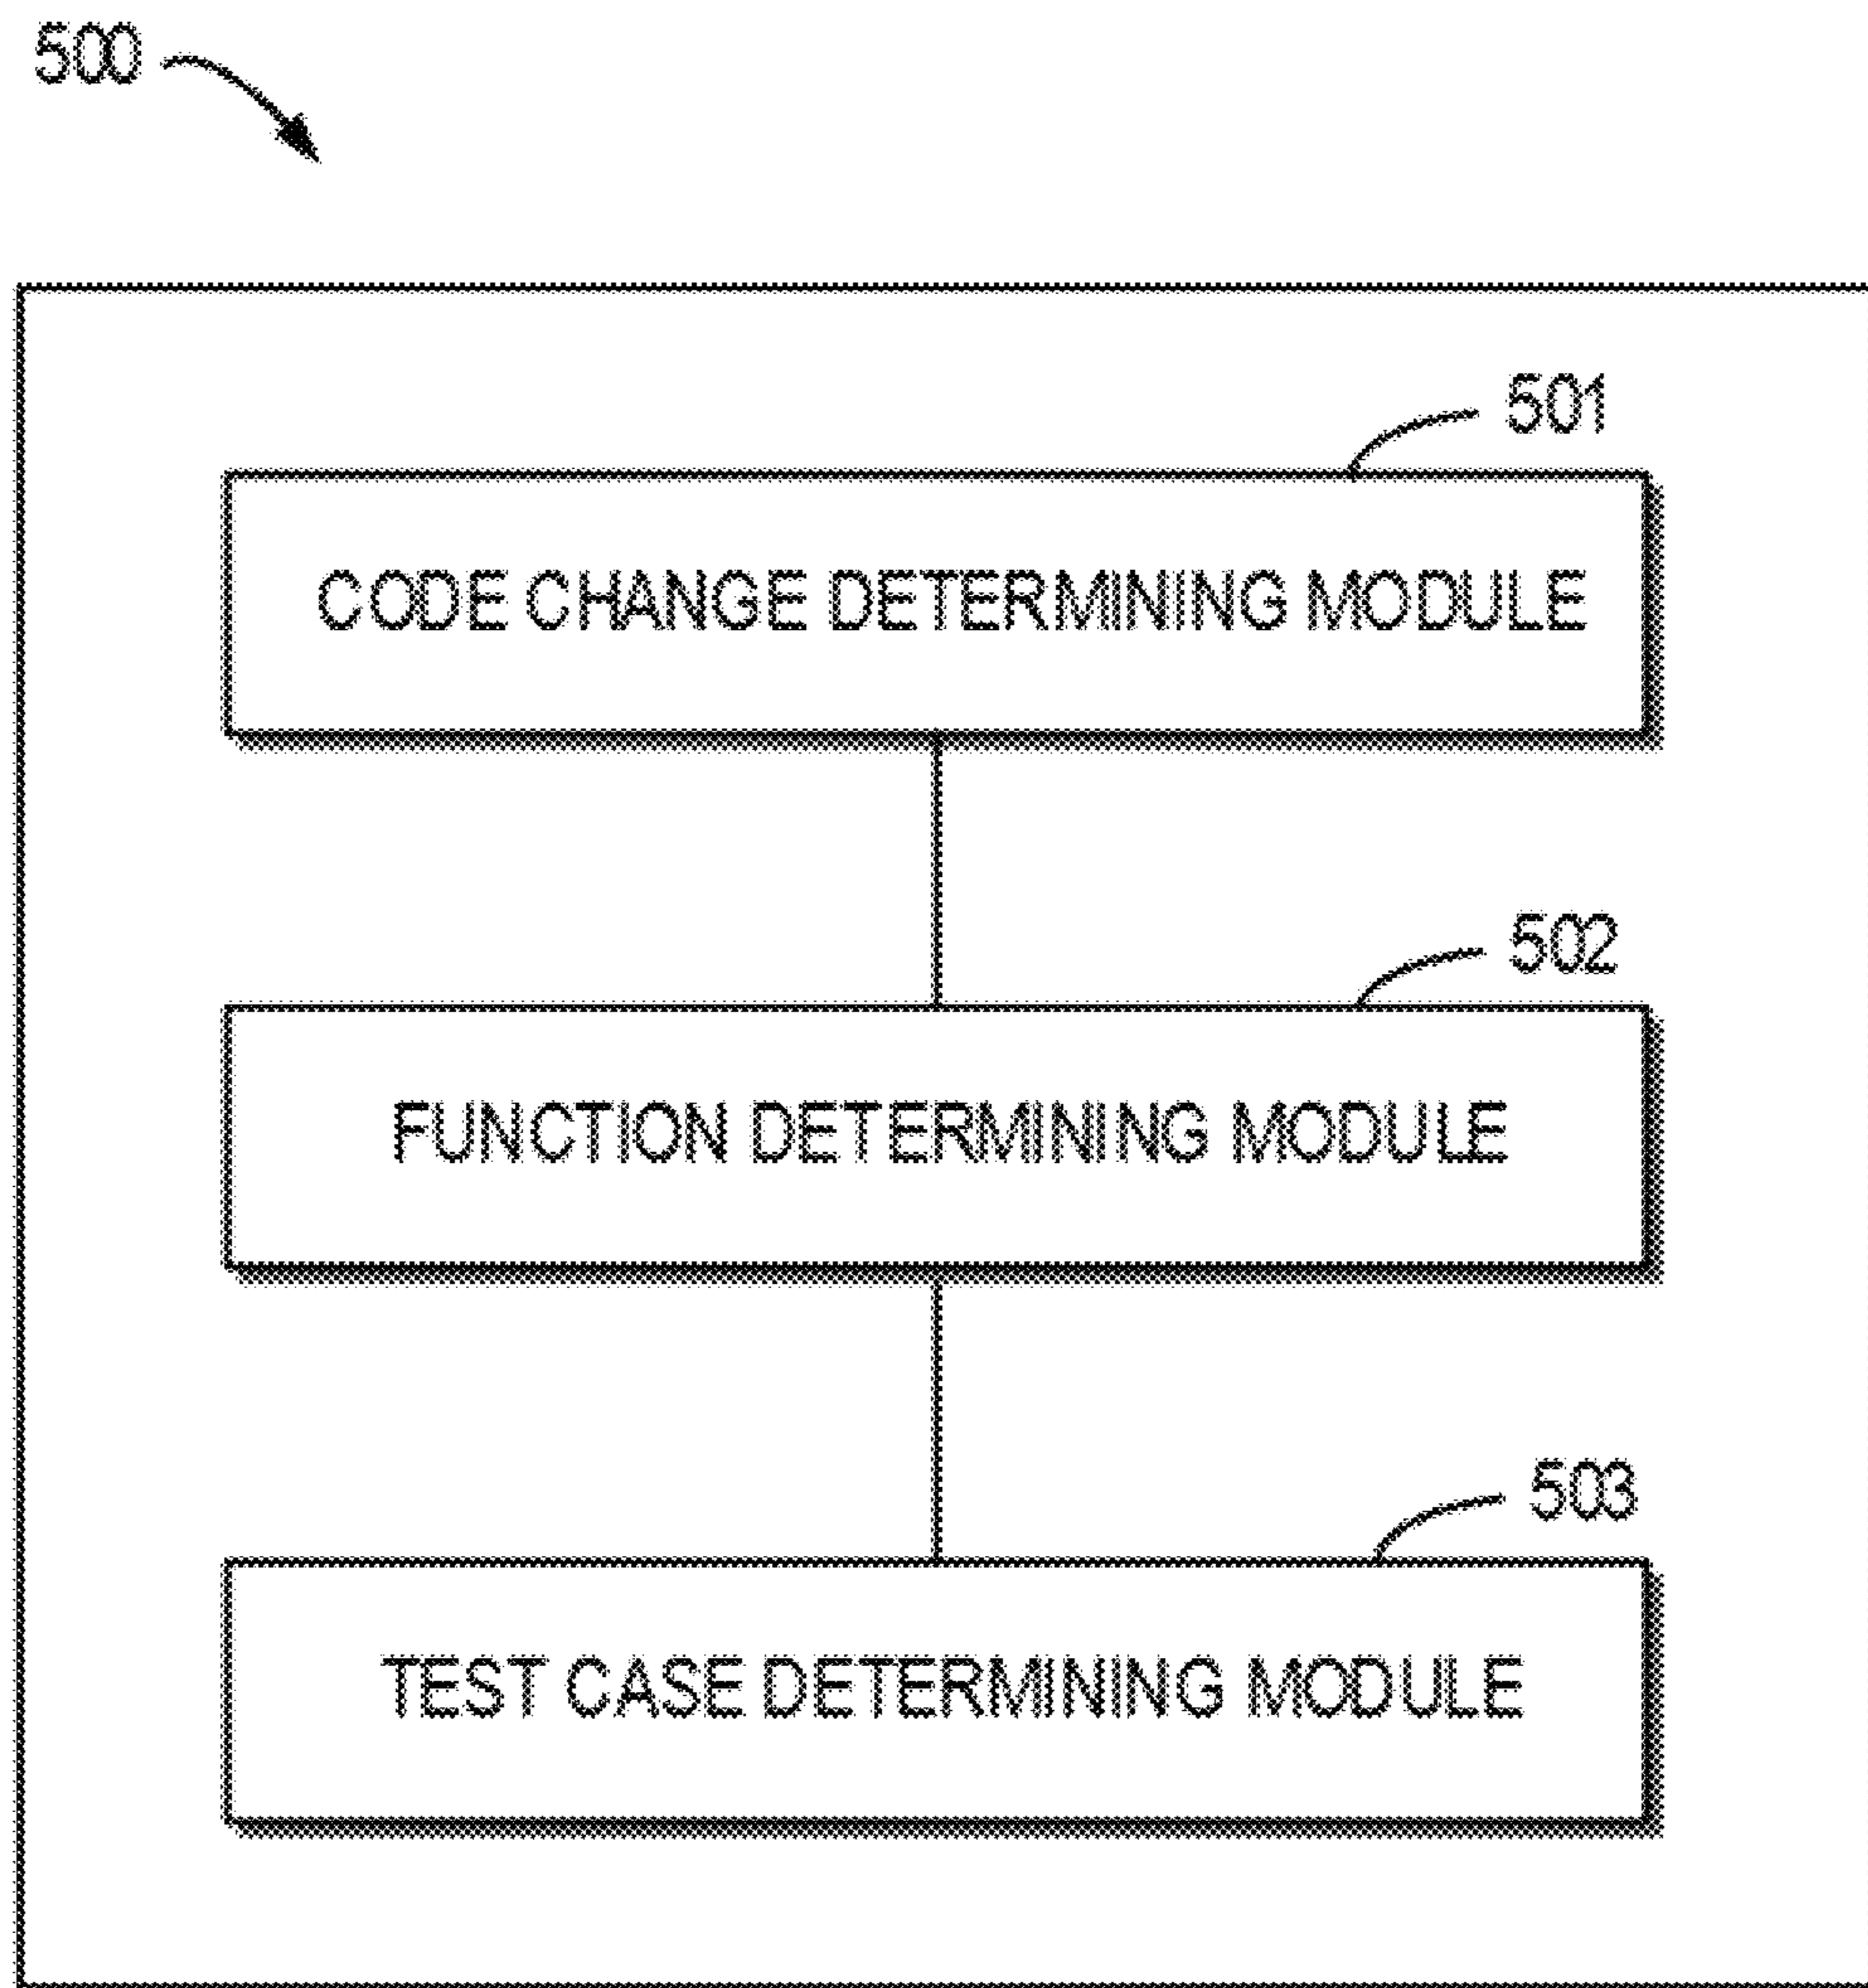 500
501
CODE CHANGE DETERMINING MODULE
502
FUNCTION DETERMINING MODULE
503
TEST CASE DETERMINING MODULE